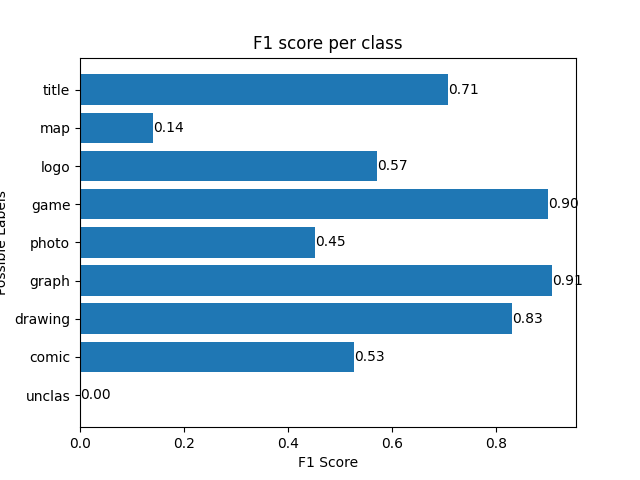 F1 score per class
title
0.71
map
0.14
logo
0.57
game
0.90
photo
0.45
graph
0.91
drawing
0.83
comic
0.53
unclas
0.00
Possible Labels
0.0 0.2 0.4 0.6 0.8
F1 Score